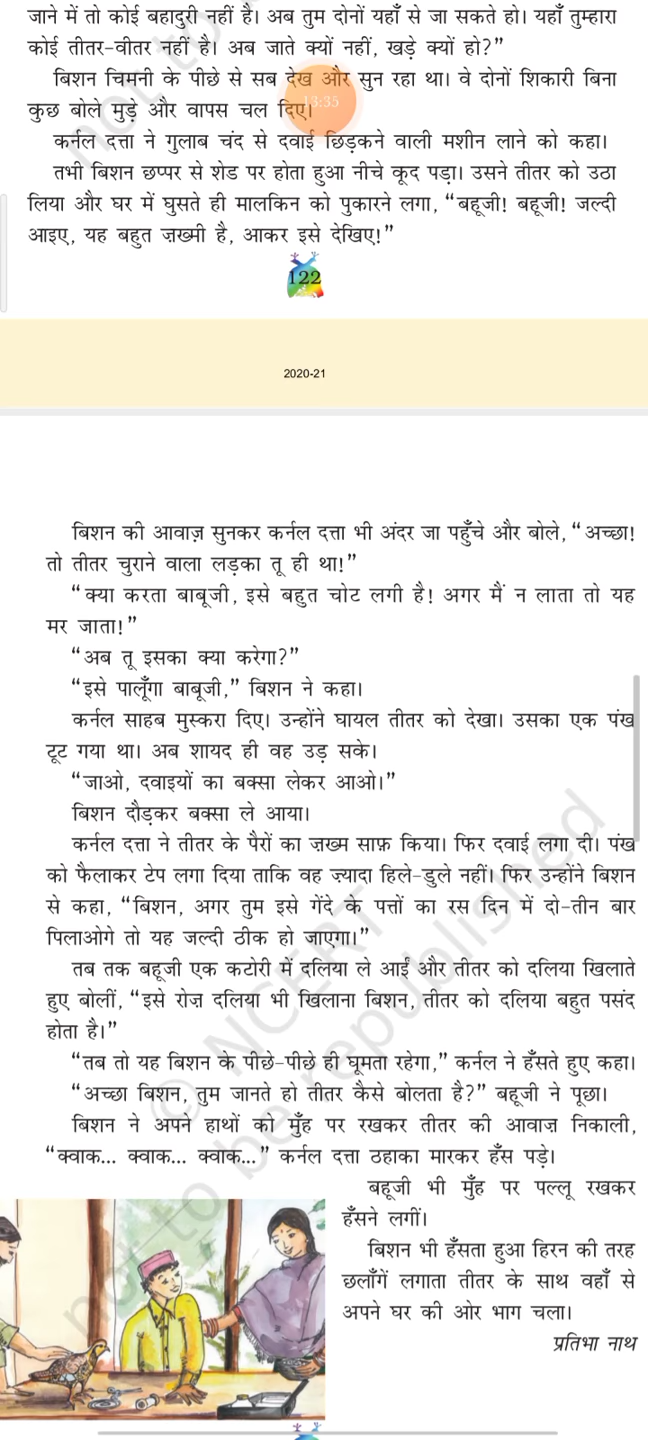 जाने में तो कोई बहादुरी नहीं है। अब तुम दोनों यहाँ से जा सकते हो। यहाँ तुम्हारा
कोई तीतर-वीतर नहीं है। अब जाते क्यों नहीं, खड़े क्यों हो?”
बिशन चिमनी के पीछे से सब देख और सुन रहा था। वे दोनों शिकारी बिना
कुछ बोले मुड़े और वापस चल दिए।
13:35
कर्नल दत्ता ने गुलाब चंद से दवाई छिड़कने वाली मशीन लाने को कहा।
तभी बिशन छप्पर से शेड पर होता हुआ नीचे कूद पड़ा। उसने तीतर को उठा
लिया और घर में घुसते ही मालकिन को पुकारने लगा, “बहूजी! बहूजी! जल्दी
आइए, यह बहुत ज़ख्मी है, आकर इसे देखिए!”
122
2020-21
बिशन की आवाज़ सुनकर कर्नल दत्ता भी अंदर जा पहुँचे और बोले, “अच्छा!
तो तीतर चुराने वाला लड़का तू ही था!”
“क्या करता बाबूजी, इसे बहुत चोट लगी है! अगर मैं न लाता तो यह
मर जाता!”
“अब तू इसका क्या करेगा?”
“इसे पालूँगा बाबूजी,” बिशन ने कहा।
कर्नल साहब मुस्करा दिए। उन्होंने घायल तीतर को देखा। उसका एक पंख
टूट गया था। अब शायद ही वह उड़ सके।
“जाओ, दवाइयों का बक्सा लेकर आओ।”
बिशन दौड़कर बक्सा ले आया।
कर्नल दत्ता ने तीतर के पैरों का ज़ख्म साफ़ किया। फिर दवाई लगा दी। पंख
को फैलाकर टेप लगा दिया ताकि वह ज्यादा हिले-डुले नहीं। फिर उन्होंने बिशन
से कहा, “बिशन, अगर तुम इसे गेंदे के पत्तों का रस दिन में दो-तीन बार
पिलाओगे तो यह जल्दी ठीक हो जाएगा।”
तब तक बहूजी एक कटोरी में दलिया ले आईं और तीतर को दलिया खिलाते
हुए बोलीं, “इसे रोज़ दलिया भी खिलाना बिशन, तीतर को दलिया बहुत पसंद
होता है।”
“तब तो यह बिशन के पीछे-पीछे ही घूमता रहेगा,” कर्नल ने हँसते हुए कहा।
“अच्छा बिशन, तुम जानते हो तीतर कैसे बोलता है?” बहूजी ने पूछा।
बिशन ने अपने हाथों को मुँह पर रखकर तीतर की आवाज़ निकाली,
“क्वाक... क्वाक... क्वाक...” कर्नल दत्ता ठहाका मारकर हँस पड़े।
बहूजी भी मुँह पर पल्लू रखकर
हँसने लगीं।
बिशन भी हँसता हुआ हिरन की तरह
छलाँगें लगाता तीतर के साथ वहाँ से
अपने घर की ओर भाग चला।
प्रतिभा नाथ
© NCERT
not to be republished